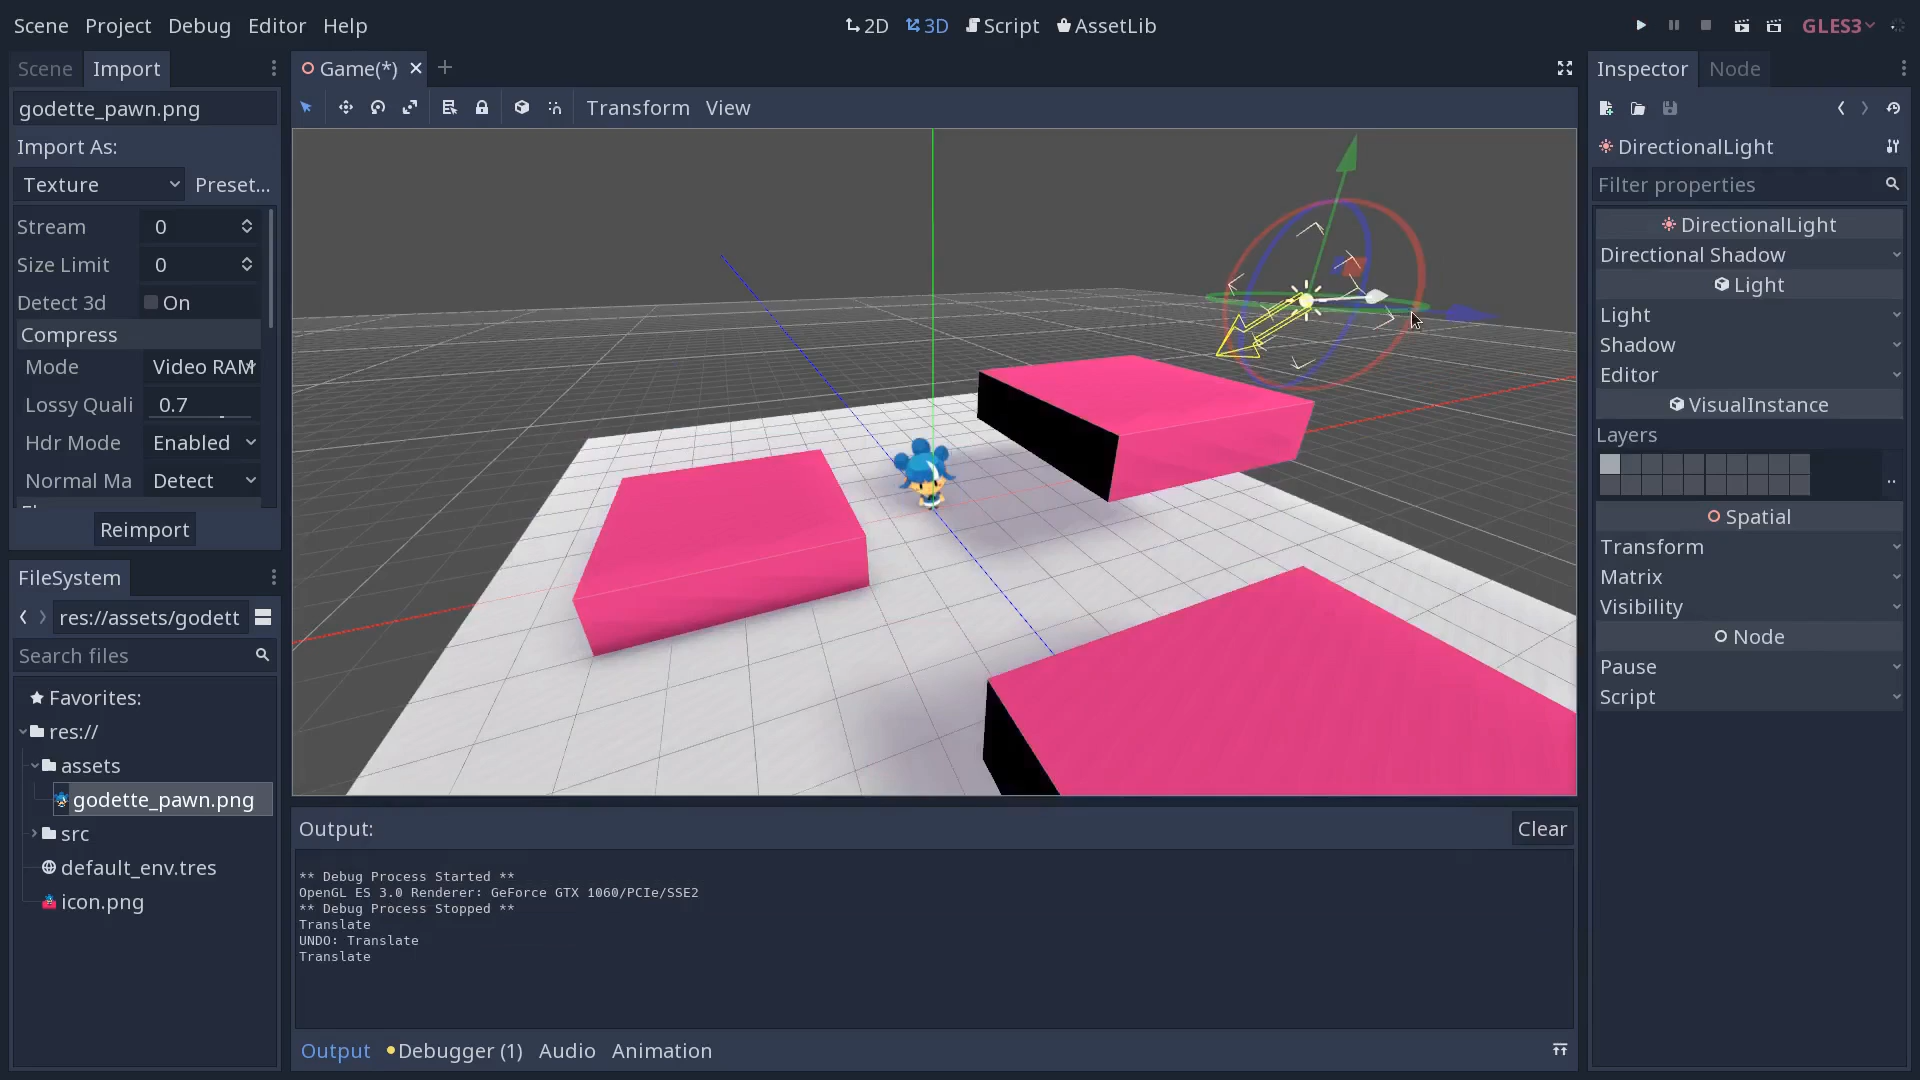 Scene Project Debug Editor Help
2D 3D Script AssetLib
GLES3
Scene Import
godette_pawn.png
Import As:
Texture Preset...
Stream 0
Size Limit 0
Detect 3d On
Compress
Mode Video RAM
Lossy Quali 0.7
Hdr Mode Enabled
Normal Ma Detect
Reimport
FileSystem
res://assets/godett
Search files
Favorites:
res://
assets
godette_pawn.png
src
default_env.tres
icon.png
Game(*)
Transform View
Output:
Clear
** Debug Process Started **
OpenGL ES 3.0 Renderer: GeForce GTX 1060/PCIe/SSE2
** Debug Process Stopped **
Translate
UNDO: Translate
Translate
Output Debugger (1) Audio Animation
Inspector Node
DirectionalLight
Filter properties
DirectionalLight
Directional Shadow
Light
Light
Shadow
Editor
VisualInstance
Layers
..
Spatial
Transform
Matrix
Visibility
Node
Pause
Script